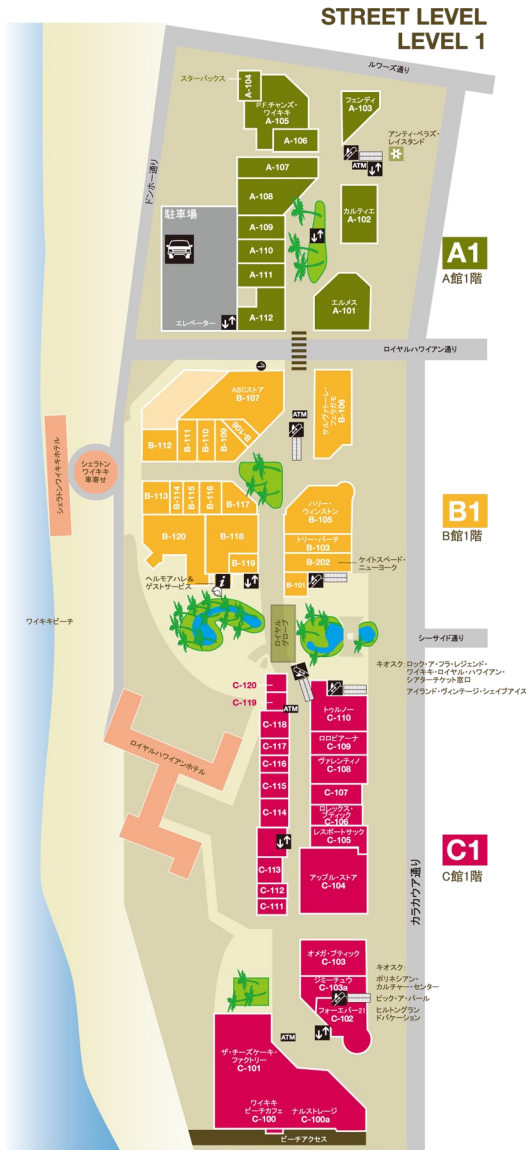 STREET LEVEL
LEVEL 1
ルワーズ通り
スターバックス
A-104
P.F.チャンズ・
ワイキキ
A-105
フェンディ
A-103
アンティ・ベラズ・
レイスタンド
A-106
ATM
ドンホー通り
A-107
A-108
カルティエ
A-102
駐車場
A-109
A-110
A-111
A1
A館1階
エルメス
A-101
A-112
エレベーター
ロイヤルハワイアン通り
ABCストア
B-107
サルヴァトーレ・
フェラガモ
B-106
ATM
B-108
B-109
B-110
B-111
B-112
シェラトンワイキキホテル
シェラトン
ワイキキ
車寄せ
B-113
B-114
B-115
B-116
B-117
ハリー・
ウィンストン
B-105
B1
B館1階
トリー・バーチ
B-103
B-120
B-118
B-202
ケイトスペード・
ニューヨーク
B-119
B-101
ヘルモアハレ&
ゲストサービス
i
ワイキキビーチ
ロイヤル
グローブ
シーサイド通り
キオスク:ロック・ア・フラ・レジェンド・
ワイキキ・ロイヤル・ハワイアン・
シアターチケット窓口
アイランド・ヴィンテージ・シェイブアイス
C-120
C-119
ATM
トゥルノー
C-110
C-118
ロロピアーナ
C-109
C-117
ロイヤルハワイアンホテル
ヴァレンティノ
C-108
C-116
C-115
C-107
C-114
ロレックス・
ブティック
C-106
レスポートサック
C-105
C1
C館1階
カラカウア通り
アップル・ストア
C-104
C-113
C-112
C-111
オメガ・ブティック
C-103
キオスク:
ジミーチュウ
C-103a
ポリネシアン・
カルチャー・センター
ピック・ア・パール
フォーエバー21
C-102
ヒルトングラン
ドバケーション
ATM
ザ・チーズケーキ・
ファクトリー
C-101
ワイキキ
ビーチカフェ
C-100
ナルストレージ
C-100a
ビーチアクセス